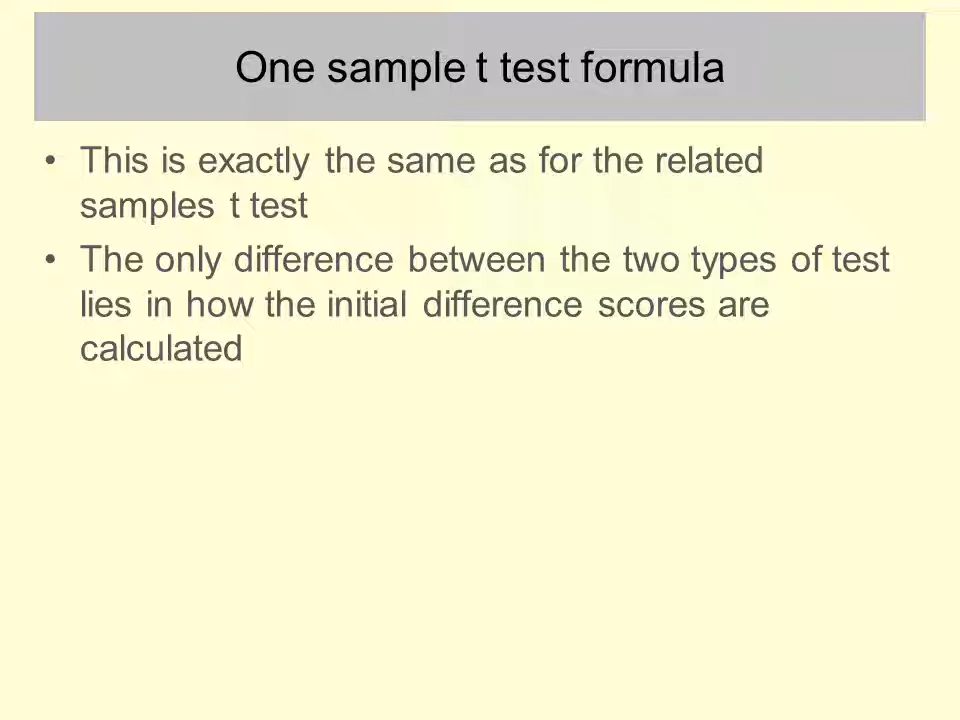 One sample t test formula
• This is exactly the same as for the related
samples t test
• The only difference between the two types of test
lies in how the initial difference scores are
calculated